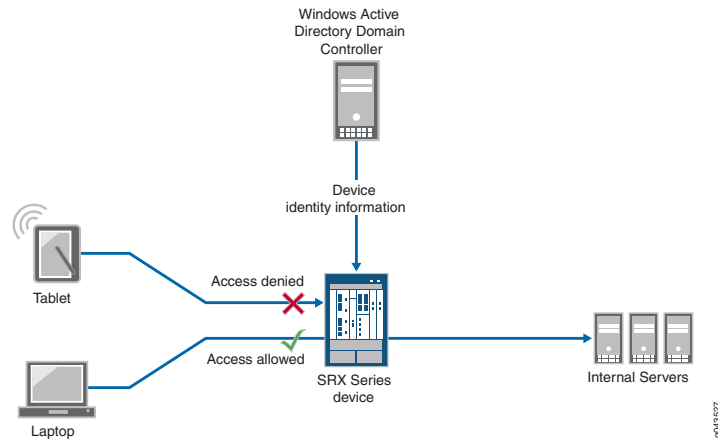 Windows Active
Directory Domain
Controller
Device
identity information
Tablet
Access denied
Access allowed
SRX Series
device
Internal Servers
Laptop
g043527